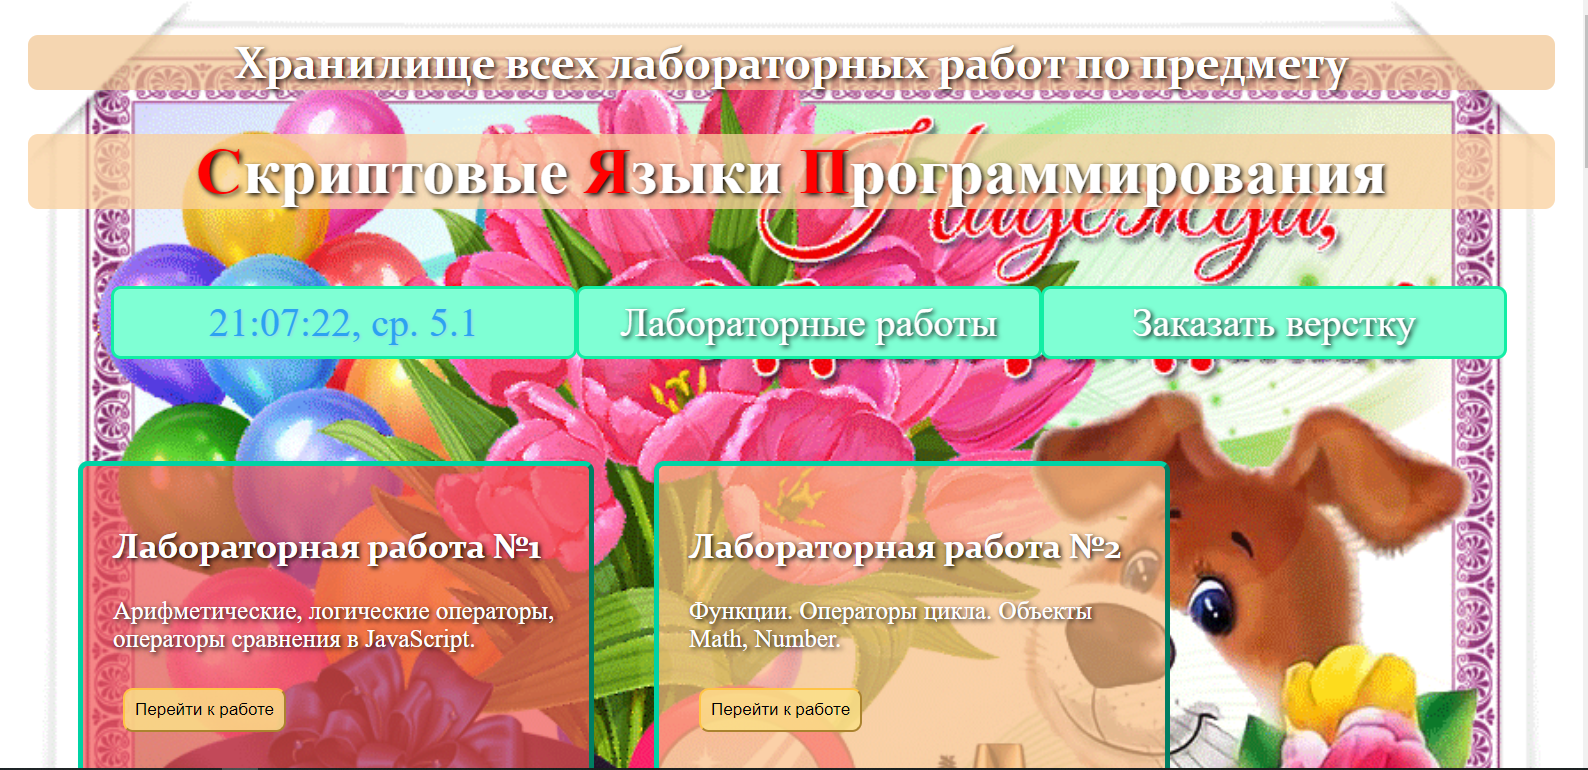 Хранилище всех лабораторных работ по предмету
Скриптовые Языки Программирования
Надежда,
21:07:22, ср. 5.1
Лабораторные работы
Заказать верстку
Лабораторная работа №1
Арифметические, логические операторы,
операторы сравнения в JavaScript.
Перейти к работе
Лабораторная работа №2
Функции. Операторы цикла. Объекты
Math, Number.
Перейти к работе